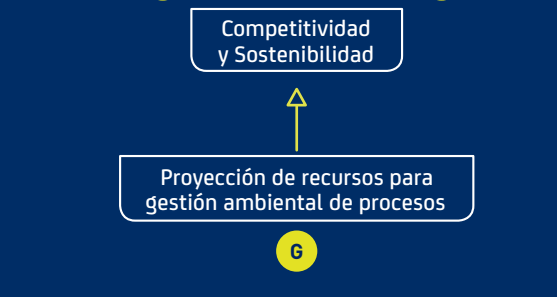 Competitividad
y Sostenibilidad
Proyección de recursos para
gestión ambiental de procesos
G